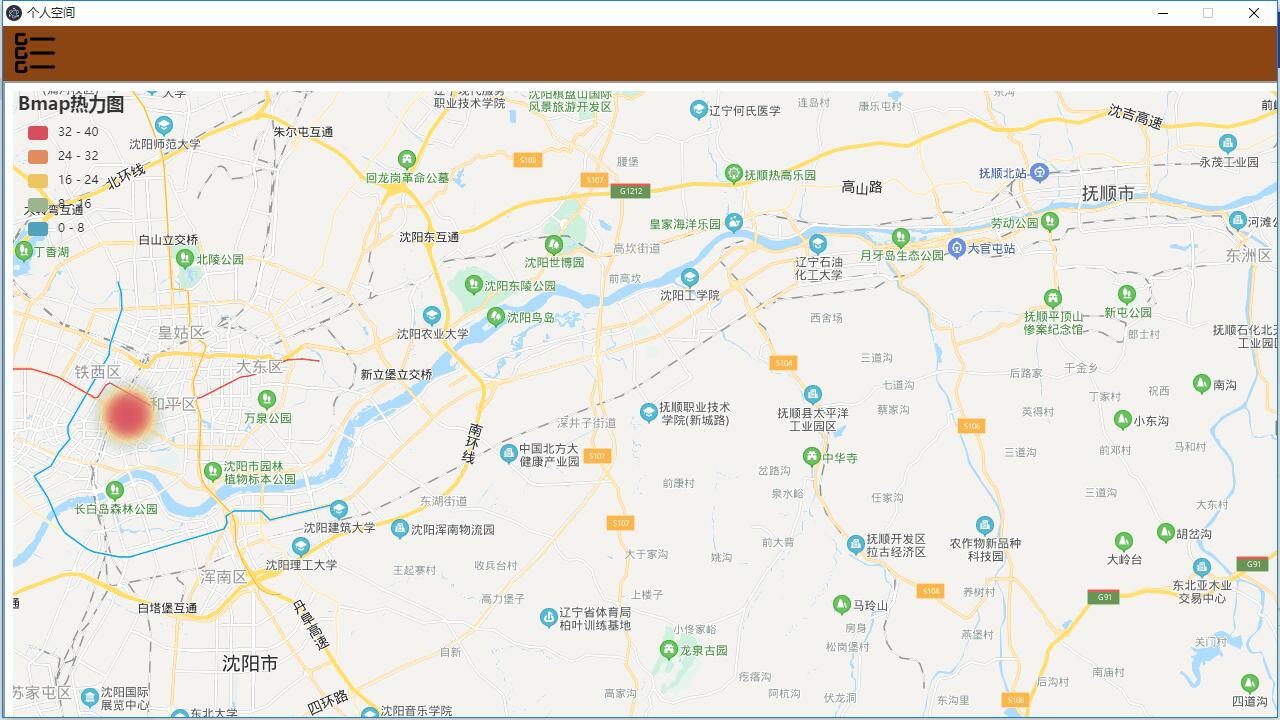 个人空间
Bmap热力图
32 - 40
24 - 32
16 - 24
8 - 16
0 - 8
大学
沈阳师范大学
北环线
朱尔屯互通
职业技术学院
沈阳棋盘山国际
风景旅游开发区
辽宁何氏医学
连岛村
康乐屯村
沈吉高速
永茂工业园
回龙岗革命公墓
S103
腰堡
S107
G1212
抚顺热高乐园
高山路
抚顺北站
抚顺市
白山立交桥
丁香湖
北陵公园
沈阳东互通
沈阳世博园
高坎街道
皇家海洋乐园
辽宁石油
化工大学
月牙岛生态公园
大官屯站
劳动公园
东洲区
沈阳东陵公园
前高坎
沈阳工学院
沈阳鸟岛
沈阳农业大学
西舍场
抚顺平顶山
惨案纪念馆
新屯公园
郎士村
抚顺石化北
工业园
皇姑区
铁西区
大东区
新立堡立交桥
和平区
万泉公园
S104
三道沟
后路家
千金乡
七道沟
丁家村
祝西
南沟
抚顺职业技术
学院(新城路)
抚顺县太平洋
工业园区
蔡家沟
英得村
小东沟
深井子街道
南环线
S106
中国北方大
健康产业园
S107
中华寺
三道沟
前邓村
马和村
沈阳市园林
植物标本公园
岔路沟
长白岛森林公园
东湖街道
前康村
泉水峪
任家沟
三道沟
大东村
沈阳建筑大学
沈阳浑南物流园
S107
沈阳理工大学
大于家沟
姚沟
抚顺开发区
拉古经济区
农作物新品种
科技园
胡岔沟
大岭台
G91
浑南区
王起寨村
收兵台村
东北亚木业
交易中心
白塔堡互通
丹阜高速
高力堡子
上楼子
S104
养树村
G91
辽宁省体育局
柏叶训练基地
马玲山
小佟家峪
房身
松岗堡村
燕堡村
关门村
沈阳市
自新
龙泉古园
疙瘩沟
南庙村
后沟村
苏家屯区
沈阳国际
展览中心
四环路
东北大学
沈阳音乐学院
高家沟
阿杭沟
伏龙沟
东沟里
S106
四道沟